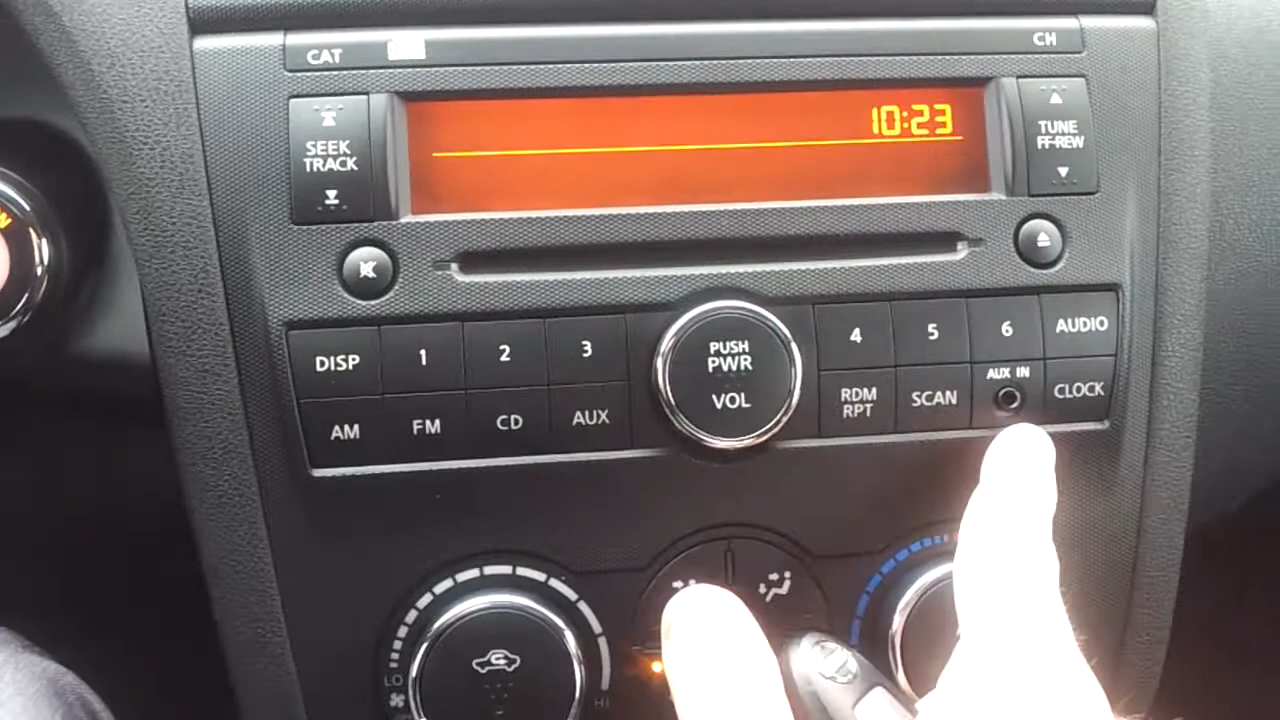 CAT
CH
10:23
SEEK
TRACK
TUNE
FF·REW
PUSH
PWR
VOL
DISP
1
2
3
4
5
6
AUDIO
AM
FM
CD
AUX
RDM
RPT
SCAN
AUX IN
CLOCK
LO
HI